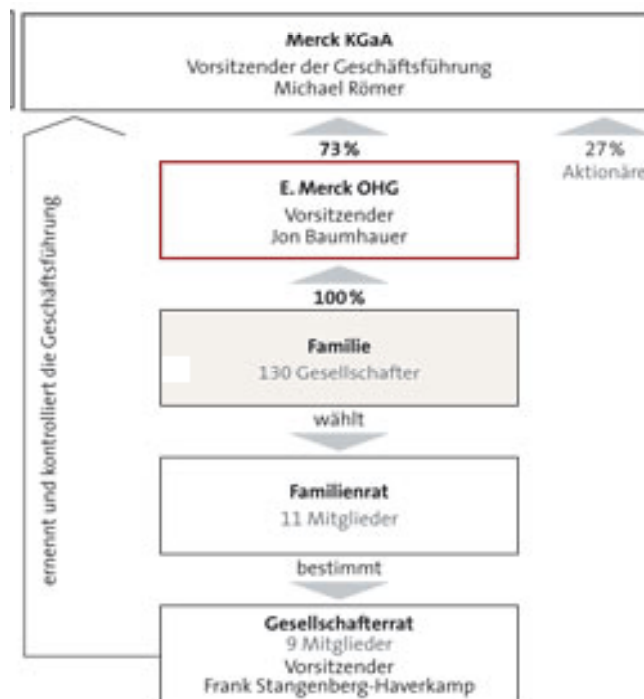 Merck KGaA
Vorsitzender der Geschäftsführung
Michael Römer
73%
27%
Aktionäre
E. Merck OHG
Vorsitzender
Jon Baumhauer
100%
Familie
130 Gesellschafter
wählt
Familienrat
11 Mitglieder
bestimmt
Gesellschafterrat
9 Mitglieder
Vorsitzender
Frank Stangenberg-Haverkamp
ernennt und kontrolliert die Geschäftsführung